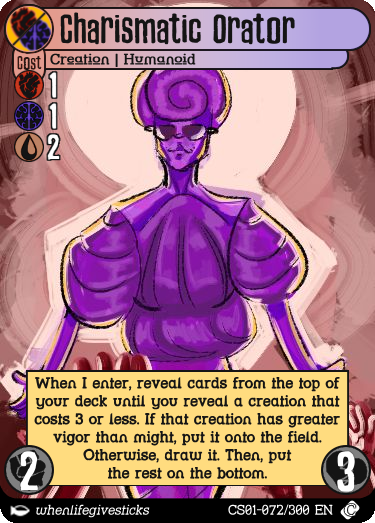 Charismatic Orator
COST
Creation | Humanoid
1
1
2
When I enter, reveal cards from the top of
your deck until you reveal a creation that
costs 3 or less. If that creation has greater
vigor than might, put it onto the field.
Otherwise, draw it. Then, put
the rest on the bottom.
2
3
whenlifegivesticks
CS01-072/300 EN
C